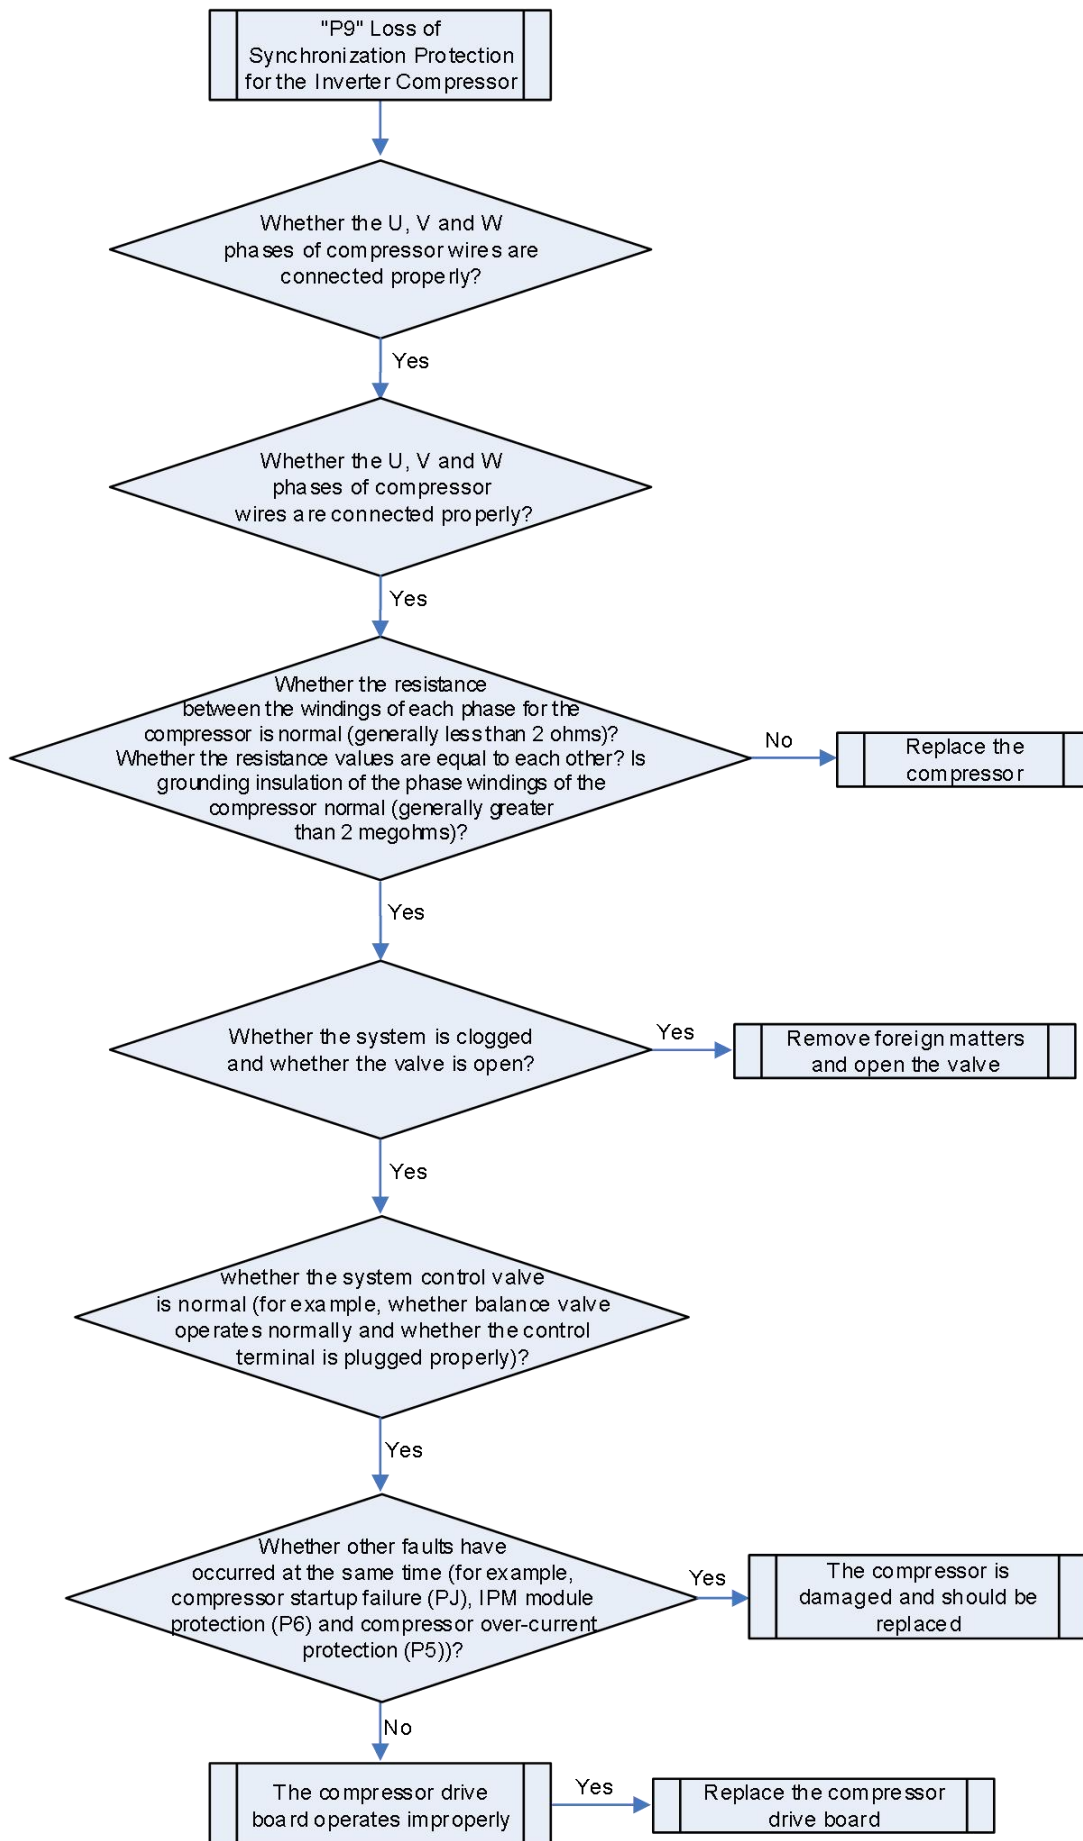 "P9" Loss of
Synchronization Protection
for the Inverter Compressor
Whether the U, V and W
phases of compressor wires are
connected properly?
Yes
Whether the U, V and W
phases of compressor
wires are connected properly?
Yes
Whether the resistance
between the windings of each phase for the
compressor is normal (generally less than 2 ohms)?
Whether the resistance values are equal to each other? Is
grounding insulation of the phase windings of the
compressor normal (generally greater
than 2 megohms)?
No
Replace the
compressor
Yes
Whether the system is clogged
and whether the valve is open?
Yes
Remove foreign matters
and open the valve
Yes
whether the system control valve
is normal (for example, whether balance valve
operates normally and whether the control
terminal is plugged properly)?
Yes
Whether other faults have
occurred at the same time (for example,
compressor startup failure (PJ), IPM module
protection (P6) and compressor over-current
protection (P5))?
Yes
The compressor is
damaged and should be
replaced
No
The compressor drive
board operates improperly
Yes
Replace the compressor
drive board